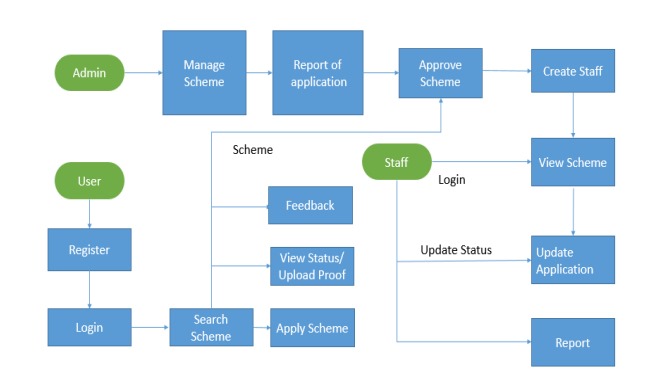 Admin
Manage
Scheme
Report of
application
Approve
Scheme
Create Staff
Scheme
Staff
Login
View Scheme
User
Feedback
Register
View Status/
Upload Proof
Update Status
Update
Application
Login
Search
Scheme
Apply Scheme
Report